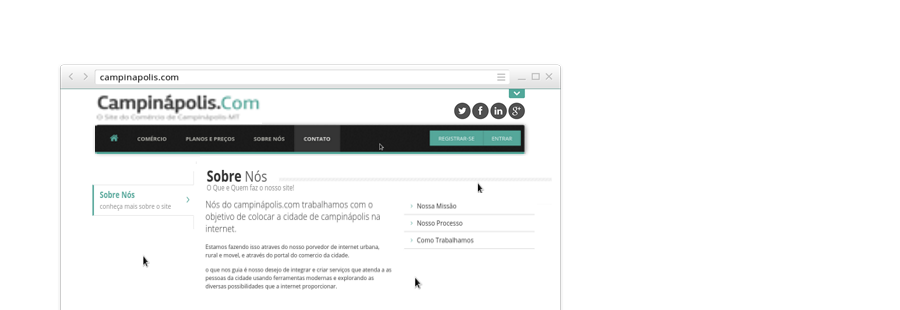 campinapolis.com
Campinápolis.Com
O Site do Comércio de Campinápolis-MT
COMÉRCIO PLANOS E PREÇOS SOBRE NÓS CONTATO REGISTRAR-SE ENTRAR
Sobre Nós
conheça mais sobre o site
Sobre Nós
O Que e Quem faz o nosso site!
Nós do campinápolis.com trabalhamos com o
objetivo de colocar a cidade de campinápolis na
internet.
Estamos fazendo isso atraves do nosso porvedor de internet urbana,
rural e movel, e através do portal do comercio da cidade.
o que nos guia é nosso desejo de integrar e criar serviços que atenda a as
pessoas da cidade usando ferramentas modernas e explorando as
diversas possibilidades que a internet proporcionar.
Nossa Missão
Nosso Processo
Como Trabalhamos